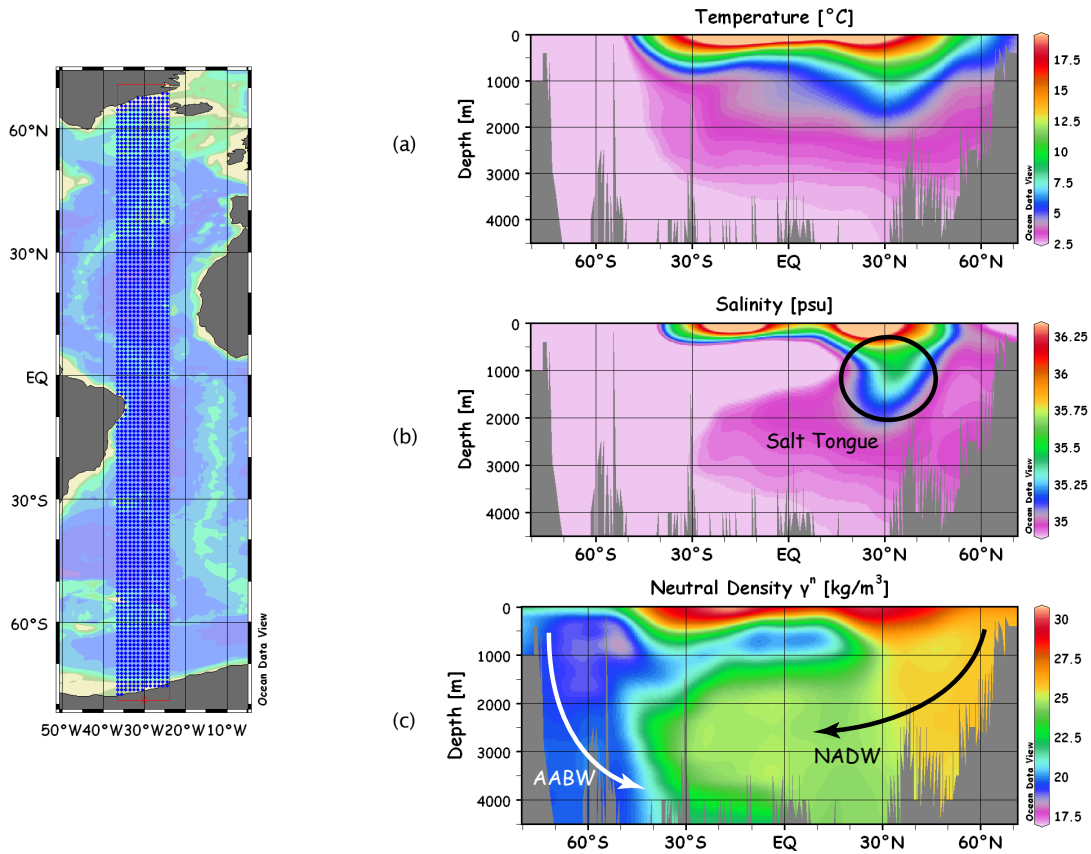 60°N
30°N
EQ
30°S
60°S
50°W 40°W 30°W 20°W 10°W
Ocean Data View
(a)
Temperature [°C]
Depth [m]
0
1000
2000
3000
4000
60°S 30°S EQ 30°N 60°N
Ocean Data View
17.5
15
12.5
10
7.5
5
2.5
(b)
Salinity [psu]
Depth [m]
0
1000
2000
3000
4000
Salt Tongue
60°S 30°S EQ 30°N 60°N
Ocean Data View
36.25
36
35.75
35.5
35.25
35
(c)
Neutral Density γⁿ [kg/m³]
Depth [m]
0
1000
2000
3000
4000
AABW
NADW
60°S 30°S EQ 30°N 60°N
Ocean Data View
30
27.5
25
22.5
20
17.5